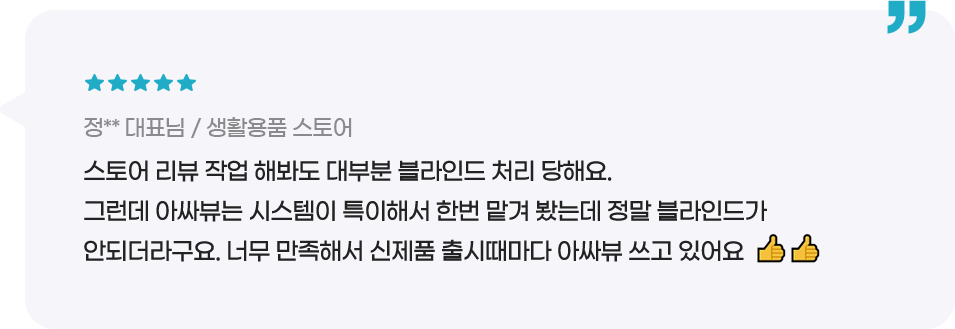 정** 대표님 / 생활용품 스토어
스토어 리뷰 작업 해봐도 대부분 블라인드 처리 당해요.
그런데 아싸뷰는 시스템이 특이해서 한번 맡겨 봤는데 정말 블라인드가
안되더라구요. 너무 만족해서 신제품 출시때마다 아싸뷰 쓰고 있어요 👍👍